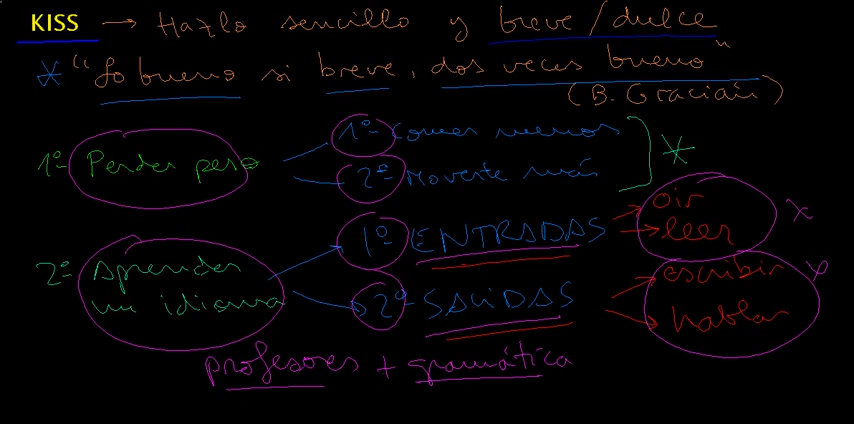 KISS → Hazlo sencillo y breve/dulce
* "Lo bueno si breve, dos veces bueno"
(B. Gracián)
1º- Perder peso
1º- Comer menos
2º- Moverte más
2º- Aprender un idioma
1º ENTRADAS
oir
leer
2º- SALIDAS
escribir
hablar
profesores + gramática